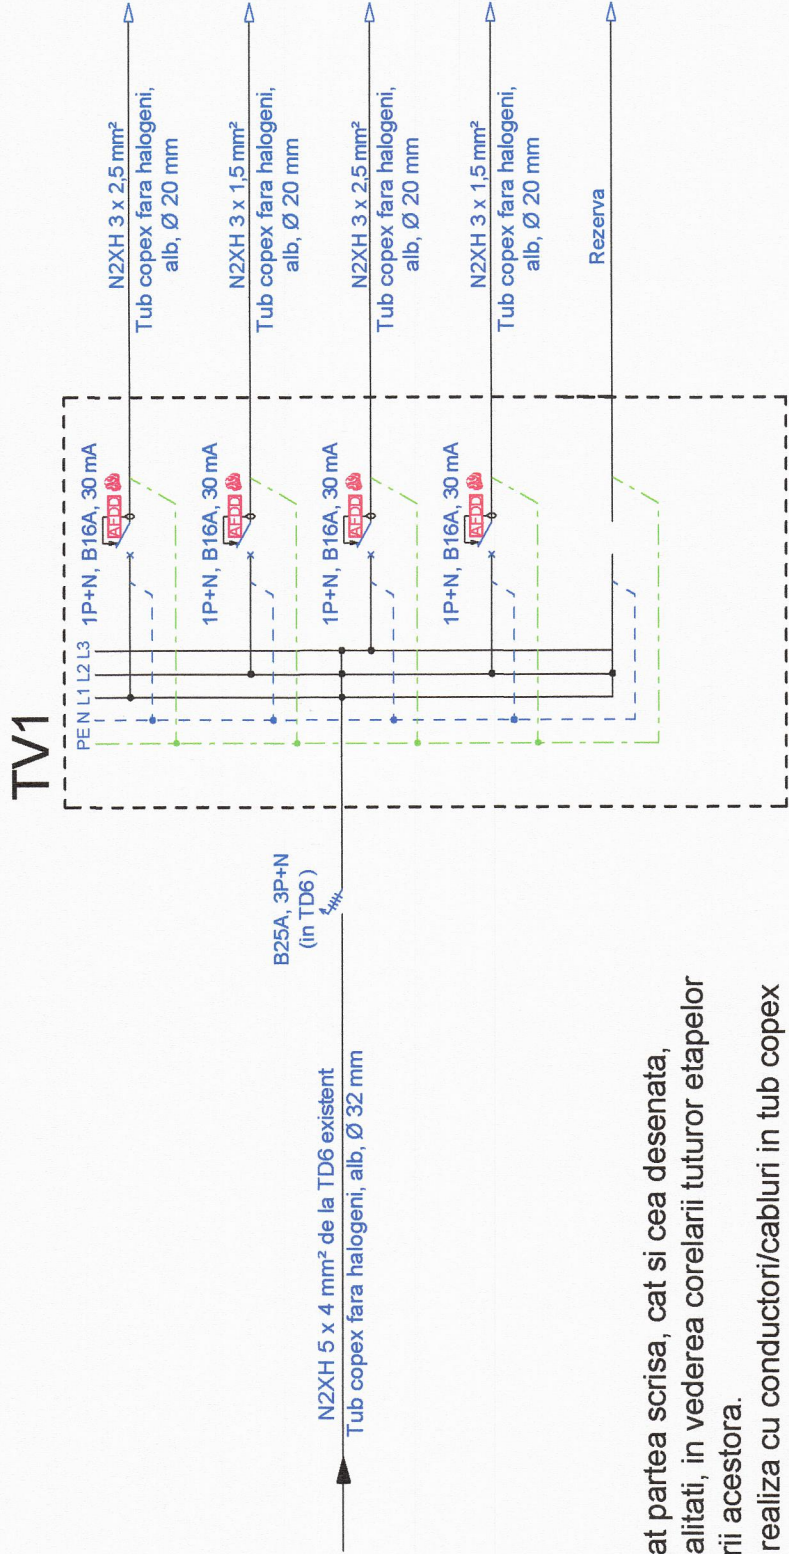 TV1
PE N L1 L2 L3
1P+N, B16A, 30 mA
AFDD
N2XH 3 x 2,5 mm²
Tub copex fara halogeni,
alb, Ø 20 mm
1P+N, B16A, 30 mA
AFDD
N2XH 3 x 1,5 mm²
Tub copex fara halogeni,
alb, Ø 20 mm
1P+N, B16A, 30 mA
AFDD
N2XH 3 x 2,5 mm²
Tub copex fara halogeni,
alb, Ø 20 mm
1P+N, B16A, 30 mA
AFDD
N2XH 3 x 1,5 mm²
Tub copex fara halogeni,
alb, Ø 20 mm
Rezerva
B25A, 3P+N
(in TD6)
N2XH 5 x 4 mm² de la TD6 existent
Tub copex fara halogeni, alb, Ø 32 mm
at partea scrisa, cat si cea desenata,
alitati, in vederea corelarii tuturor etapelor
rii acestora.
realiza cu conductori/cabluri in tub copex